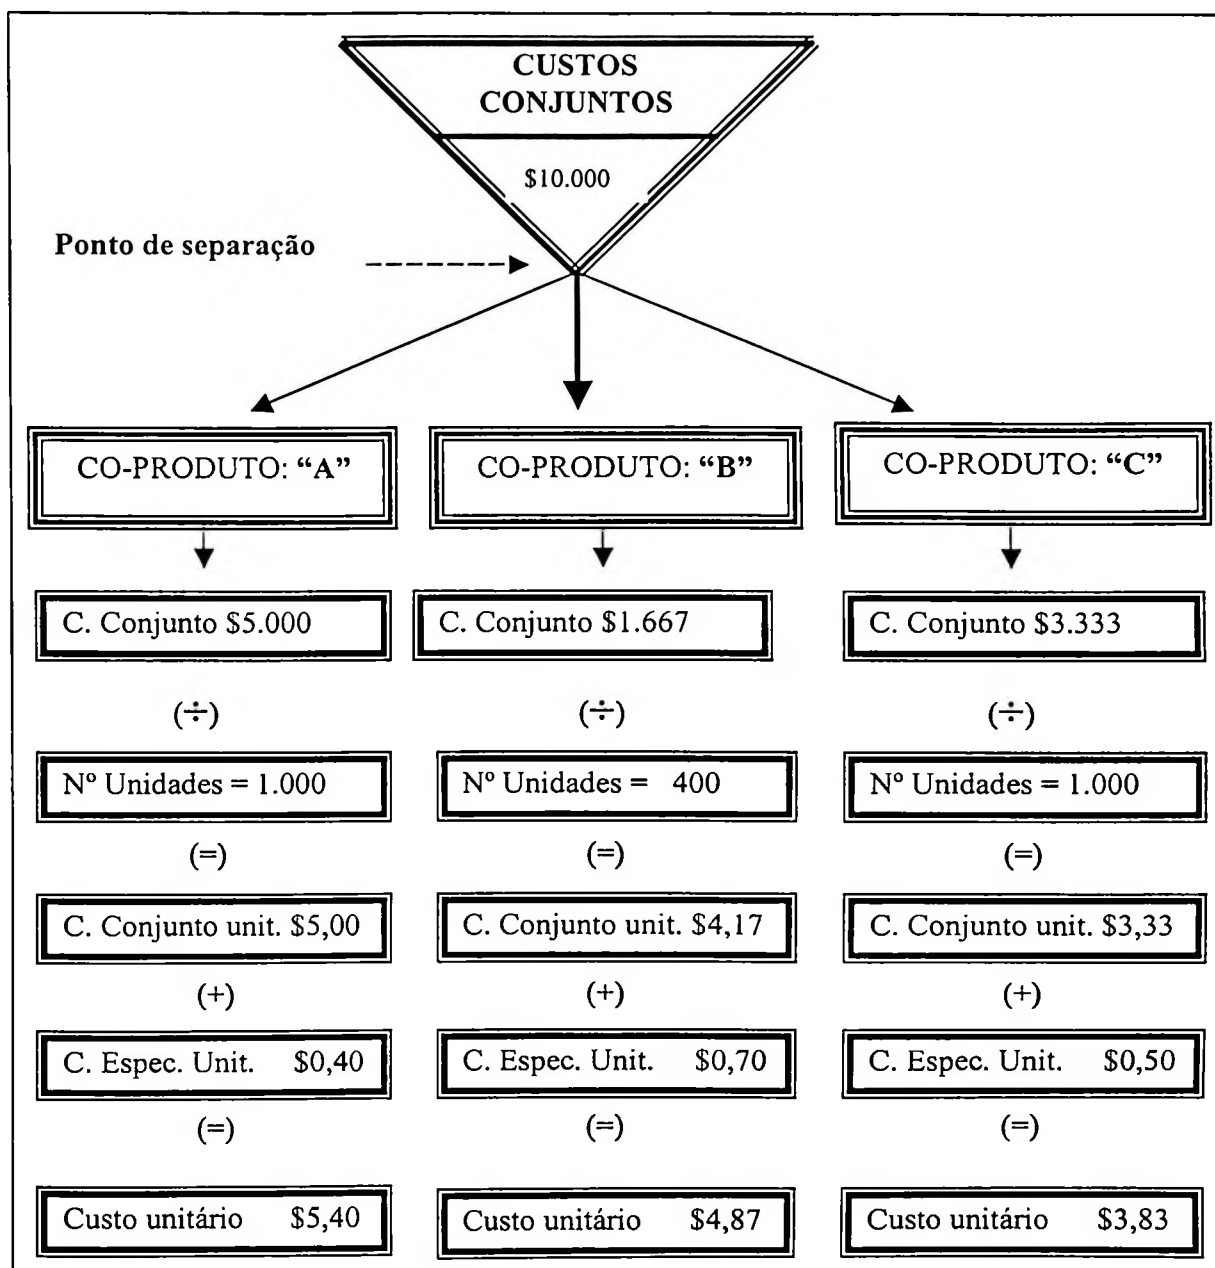 CUSTOS
CONJUNTOS
$10.000
Ponto de separação
CO-PRODUTO: “A”
CO-PRODUTO: “B”
CO-PRODUTO: “C”
C. Conjunto $5.000
C. Conjunto $1.667
C. Conjunto $3.333
(÷)
(÷)
(÷)
Nº Unidades = 1.000
Nº Unidades = 400
Nº Unidades = 1.000
(=)
(=)
(=)
C. Conjunto unit. $5,00
C. Conjunto unit. $4,17
C. Conjunto unit. $3,33
(+)
(+)
(+)
C. Espec. Unit. $0,40
C. Espec. Unit. $0,70
C. Espec. Unit. $0,50
(=)
(=)
(=)
Custo unitário $5,40
Custo unitário $4,87
Custo unitário $3,83